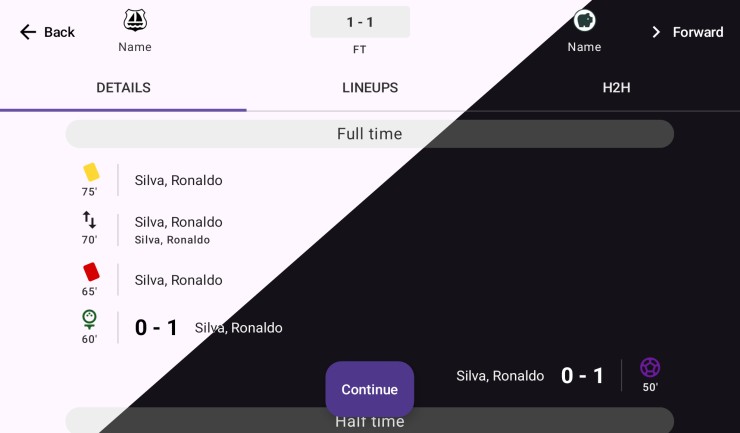 Back
Name
1 - 1
FT
Name
Forward
DETAILS
LINEUPS
H2H
Full time
75'
Silva, Ronaldo
70'
Silva, Ronaldo
Silva, Ronaldo
65'
Silva, Ronaldo
60'
0 - 1 Silva, Ronaldo
Silva, Ronaldo 0 - 1
50'
Continue
Half time